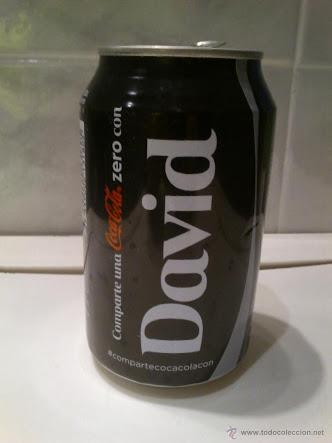 Comparte una Coca-Cola® zero con
David
#compartecocacolacon
© www.todocoleccion.net